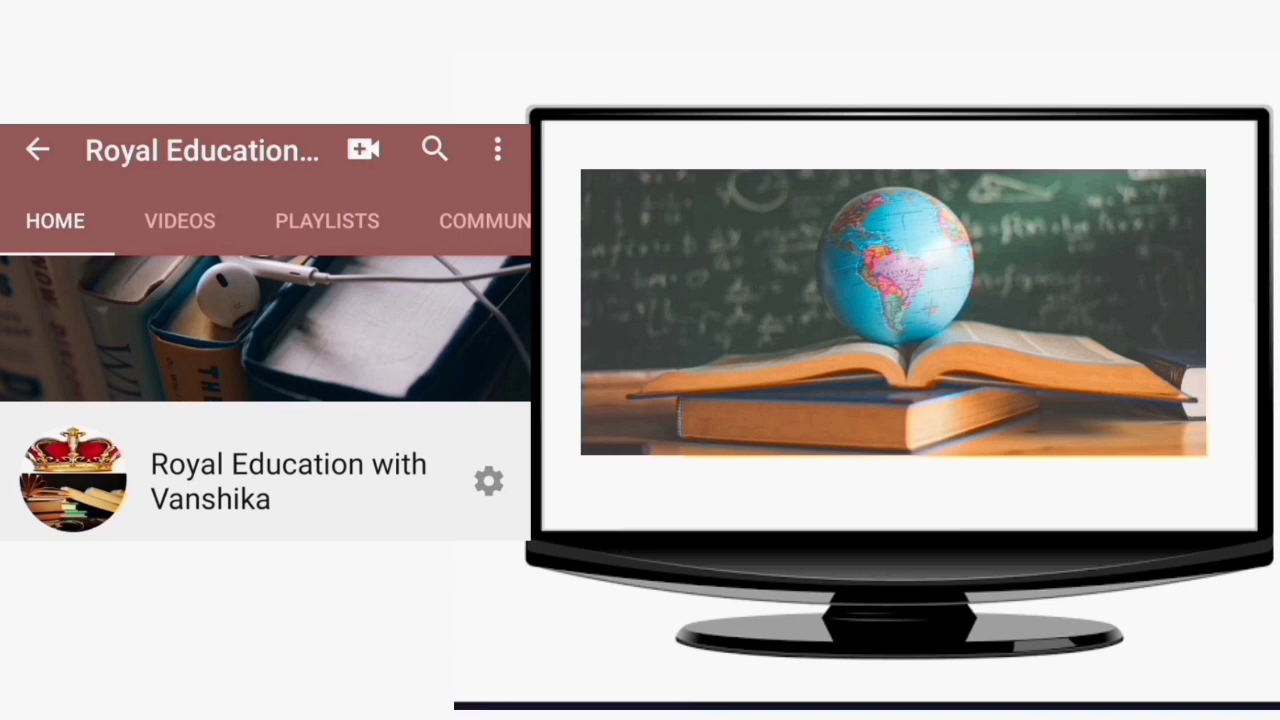 Royal Education...
HOME VIDEOS PLAYLISTS COMMUN
Royal Education with
Vanshika